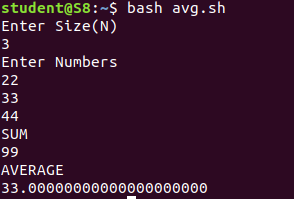 student@S8:~$ bash avg.sh
Enter Size(N)
3
Enter Numbers
22
33
44
SUM
99
AVERAGE
33.00000000000000000000